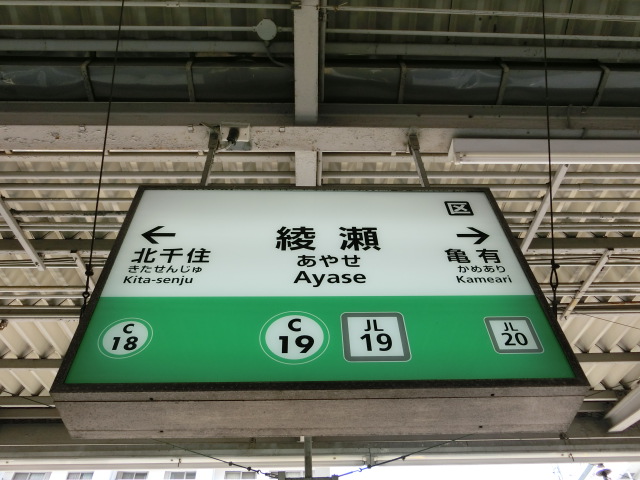 区
← 北千住
きたせんじゅ
Kita-senju
綾瀬
あやせ
Ayase
亀有 →
かめあり
Kameari
C 18
C 19
JL 19
JL 20